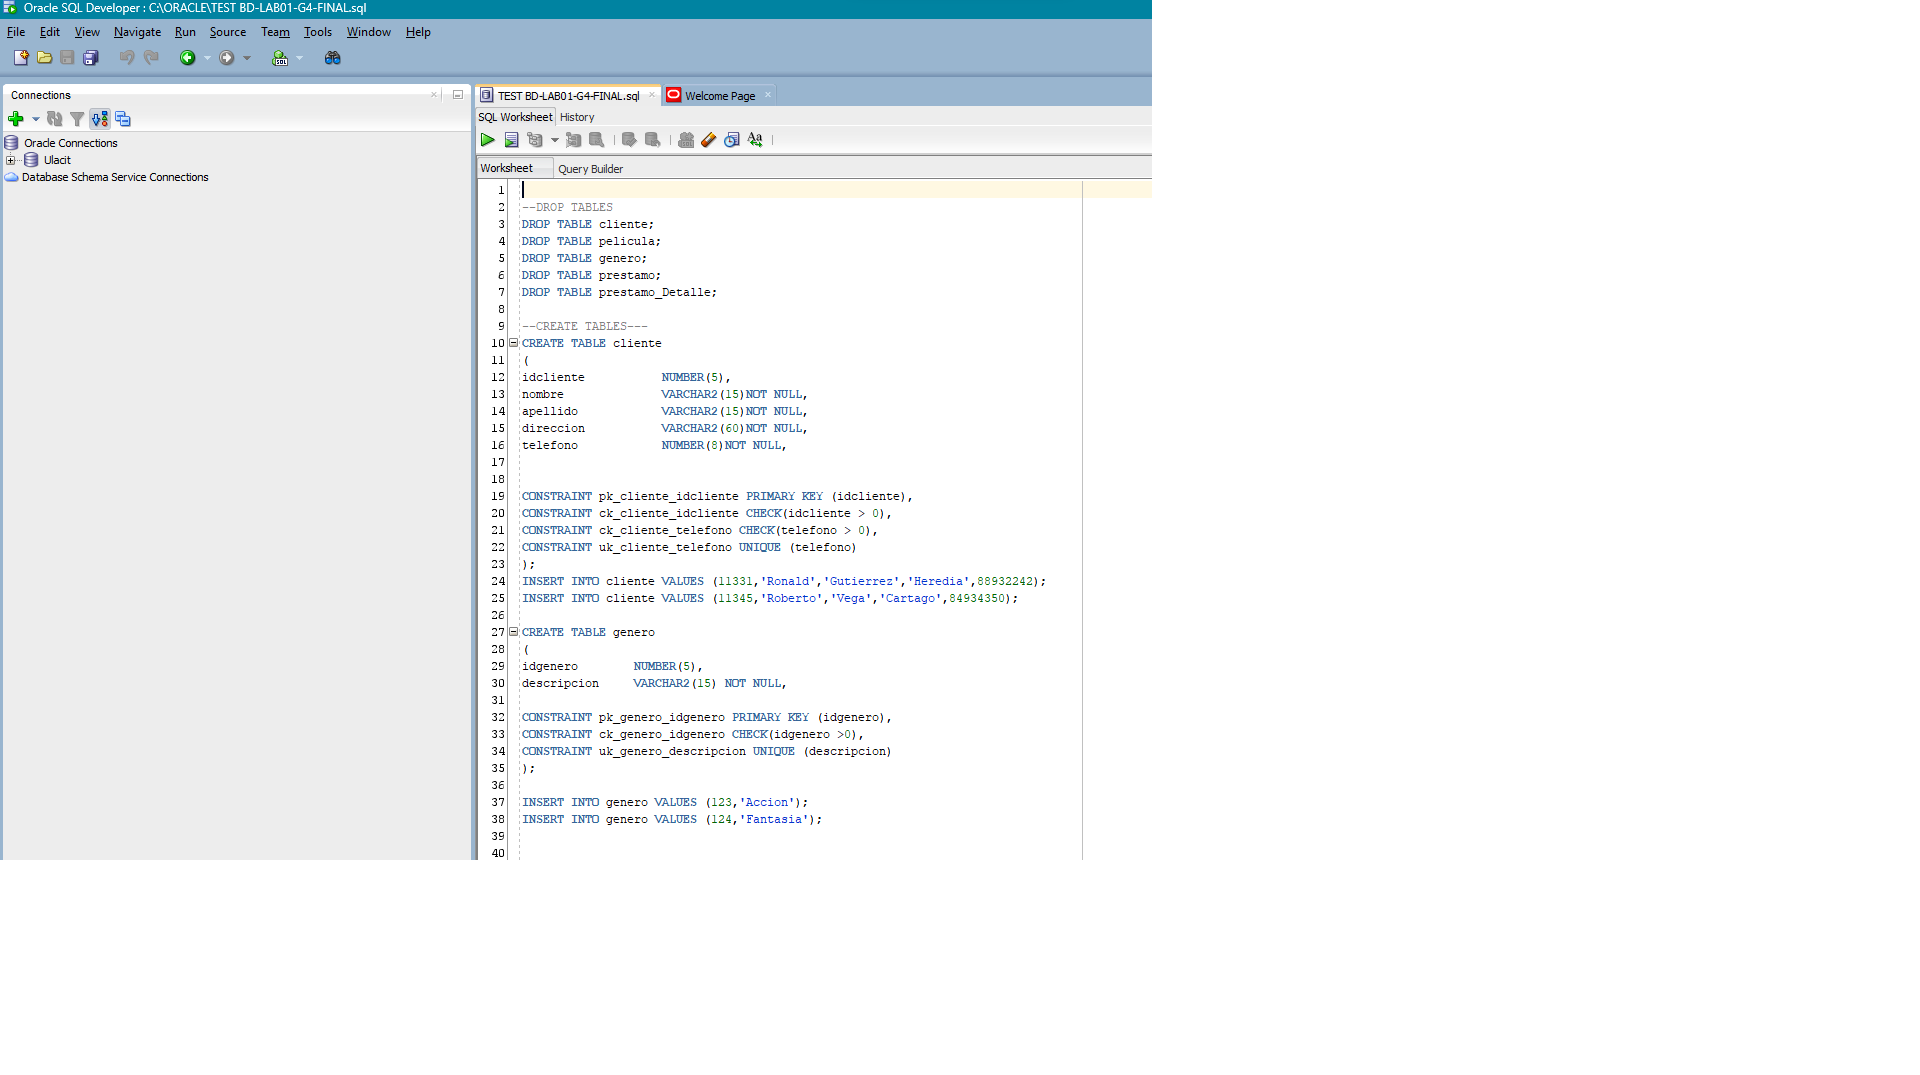 Oracle SQL Developer : C:\ORACLE\TEST BD-LAB01-G4-FINAL.sql
File Edit View Navigate Run Source Team Tools Window Help
SQL
Connections
TEST BD-LAB01-G4-FINAL.sql
Welcome Page
SQL Worksheet History
Aa
Oracle Connections
Ulacit
Database Schema Service Connections
Worksheet Query Builder
1
2 --DROP TABLES
3 DROP TABLE cliente;
4 DROP TABLE pelicula;
5 DROP TABLE genero;
6 DROP TABLE prestamo;
7 DROP TABLE prestamo_Detalle;
8
9 --CREATE TABLES---
10 CREATE TABLE cliente
11 (
12 idcliente NUMBER(5),
13 nombre VARCHAR2(15)NOT NULL,
14 apellido VARCHAR2(15)NOT NULL,
15 direccion VARCHAR2(60)NOT NULL,
16 telefono NUMBER(8)NOT NULL,
17
18
19 CONSTRAINT pk_cliente_idcliente PRIMARY KEY (idcliente),
20 CONSTRAINT ck_cliente_idcliente CHECK(idcliente > 0),
21 CONSTRAINT ck_cliente_telefono CHECK(telefono > 0),
22 CONSTRAINT uk_cliente_telefono UNIQUE (telefono)
23 );
24 INSERT INTO cliente VALUES (11331,'Ronald','Gutierrez','Heredia',88932242);
25 INSERT INTO cliente VALUES (11345,'Roberto','Vega','Cartago',84934350);
26
27 CREATE TABLE genero
28 (
29 idgenero NUMBER(5),
30 descripcion VARCHAR2(15) NOT NULL,
31
32 CONSTRAINT pk_genero_idgenero PRIMARY KEY (idgenero),
33 CONSTRAINT ck_genero_idgenero CHECK(idgenero >0),
34 CONSTRAINT uk_genero_descripcion UNIQUE (descripcion)
35 );
36
37 INSERT INTO genero VALUES (123,'Accion');
38 INSERT INTO genero VALUES (124,'Fantasia');
39
40